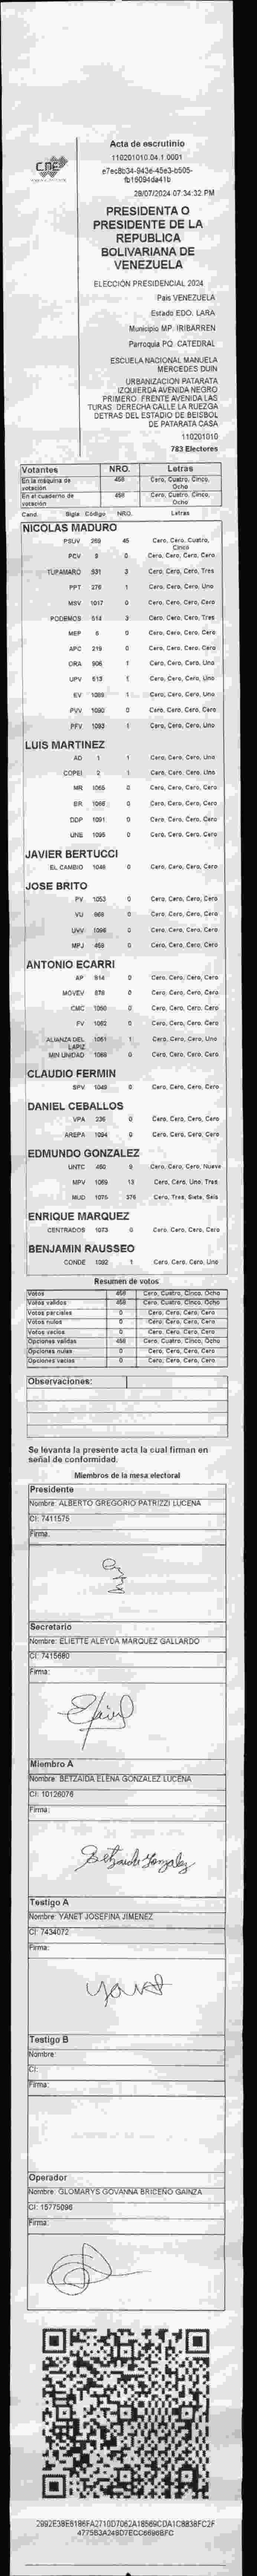 CNE
Acta de escrutinio
110201010.04.1.0001
e7ec8b34-943e-45e3-b505-
fb16094da41b
28/07/2024 07:34:32 PM
PRESIDENTA O
PRESIDENTE DE LA
REPUBLICA
BOLIVARIANA DE
VENEZUELA
ELECCIÓN PRESIDENCIAL 2024
Pais VENEZUELA
Estado EDO. LARA
Municipio MP. IRIBARREN
Parroquia PQ. CATEDRAL
ESCUELA NACIONAL MANUELA
MERCEDES DUIN
URBANIZACION PATARATA
IZQUIERDA AVENIDA NEGRO
PRIMERO. FRENTE AVENIDA LAS
TURAS. DERECHA CALLE LA RUEZGA
DETRAS DEL ESTADIO DE BEISBOL
DE PATARATA CASA
110201010
783 Electores
Votantes NRO. Letras
En la máquina de votación 458 Cero, Cuatro, Cinco, Ocho
En el cuaderno de votación 458 Cero, Cuatro, Cinco, Ocho
Cand. Sigla Código NRO. Letras
NICOLAS MADURO
PSUV 269 45 Cero, Cero, Cuatro, Cinco
PCV 9 0 Cero, Cero, Cero, Cero
TUPAMARO 531 3 Cero, Cero, Cero, Tres
PPT 276 1 Cero, Cero, Cero, Uno
MSV 1017 0 Cero, Cero, Cero, Cero
PODEMOS 514 3 Cero, Cero, Cero, Tres
MEP 6 0 Cero, Cero, Cero, Cero
APC 219 0 Cero, Cero, Cero, Cero
ORA 906 1 Cero, Cero, Cero, Uno
UPV 613 1 Cero, Cero, Cero, Uno
EV 1089 1 Cero, Cero, Cero, Uno
PVV 1090 0 Cero, Cero, Cero, Cero
PFV 1093 1 Cero, Cero, Cero, Uno
LUIS MARTINEZ
AD 1 1 Cero, Cero, Cero, Uno
COPEI 2 1 Cero, Cero, Cero, Uno
MR 1065 0 Cero, Cero, Cero, Cero
BR 1066 0 Cero, Cero, Cero, Cero
DDP 1091 0 Cero, Cero, Cero, Cero
UNE 1095 0 Cero, Cero, Cero, Cero
JAVIER BERTUCCI
EL CAMBIO 1046 0 Cero, Cero, Cero, Cero
JOSE BRITO
PV 1053 0 Cero, Cero, Cero, Cero
VU 969 0 Cero, Cero, Cero, Cero
UVV 1096 0 Cero, Cero, Cero, Cero
MPJ 459 0 Cero, Cero, Cero, Cero
ANTONIO ECARRI
AP 914 0 Cero, Cero, Cero, Cero
MOVEV 878 0 Cero, Cero, Cero, Cero
CMC 1050 0 Cero, Cero, Cero, Cero
FV 1062 0 Cero, Cero, Cero, Cero
ALIANZA DEL LAPIZ 1061 1 Cero, Cero, Cero, Uno
MIN UNIDAD 1068 0 Cero, Cero, Cero, Cero
CLAUDIO FERMIN
SPV 1049 0 Cero, Cero, Cero, Cero
DANIEL CEBALLOS
VPA 236 0 Cero, Cero, Cero, Cero
AREPA 1094 0 Cero, Cero, Cero, Cero
EDMUNDO GONZALEZ
UNTC 460 9 Cero, Cero, Cero, Nueve
MPV 1069 13 Cero, Cero, Uno, Tres
MUD 1075 376 Cero, Tres, Siete, Seis
ENRIQUE MARQUEZ
CENTRADOS 1073 0 Cero, Cero, Cero, Cero
BENJAMIN RAUSSEO
CONDE 1092 1 Cero, Cero, Cero, Uno
Resumen de votos
Votos 458 Cero, Cuatro, Cinco, Ocho
Votos validos 458 Cero, Cuatro, Cinco, Ocho
Votos parciales 0 Cero, Cero, Cero, Cero
Votos nulos 0 Cero, Cero, Cero, Cero
Votos vacios 0 Cero, Cero, Cero, Cero
Opciones validas 458 Cero, Cuatro, Cinco, Ocho
Opciones nulas 0 Cero, Cero, Cero, Cero
Opciones vacias 0 Cero, Cero, Cero, Cero
Observaciones:
Se levanta la presente acta la cual firman en
señal de conformidad.
Miembros de la mesa electoral
Presidente
Nombre: ALBERTO GREGORIO PATRIZZI LUCENA
CI: 7411575
Firma:
Secretario
Nombre: ELIETTE ALEYDA MARQUEZ GALLARDO
CI: 7415660
Firma:
Miembro A
Nombre: BETZAIDA ELENA GONZALEZ LUCENA
CI: 10126076
Firma:
Betzaida Gonzalez
Testigo A
Nombre: YANET JOSEFINA JIMENEZ
CI: 7434072
Firma:
Yanet
Testigo B
Nombre:
CI:
Firma:
Operador
Nombre: GLOMARYS GOVANNA BRICEÑO GAINZA
CI: 15775096
Firma:
2992E38E5186FA2710D7062A18569CDA1C8838FC2F
4775B3A249D7ECC6696BFC